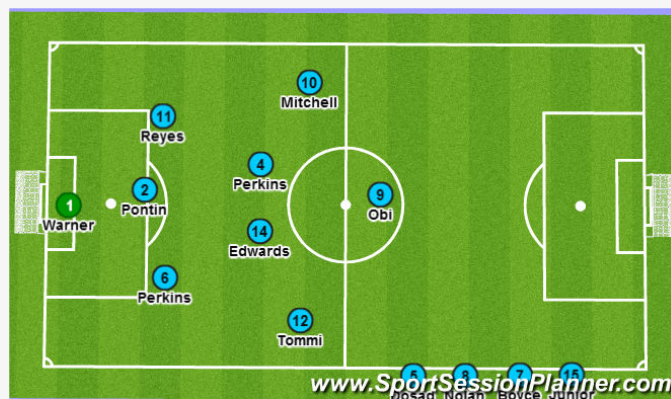 10
Mitchell
11
Reyes
4
Perkins
2
Pontin
9
Obi
1
Warner
14
Edwards
6
Perkins
12
Tommi
5 8 7 15
www.SportSessionPlanner.com
Nolan Boyce Junior